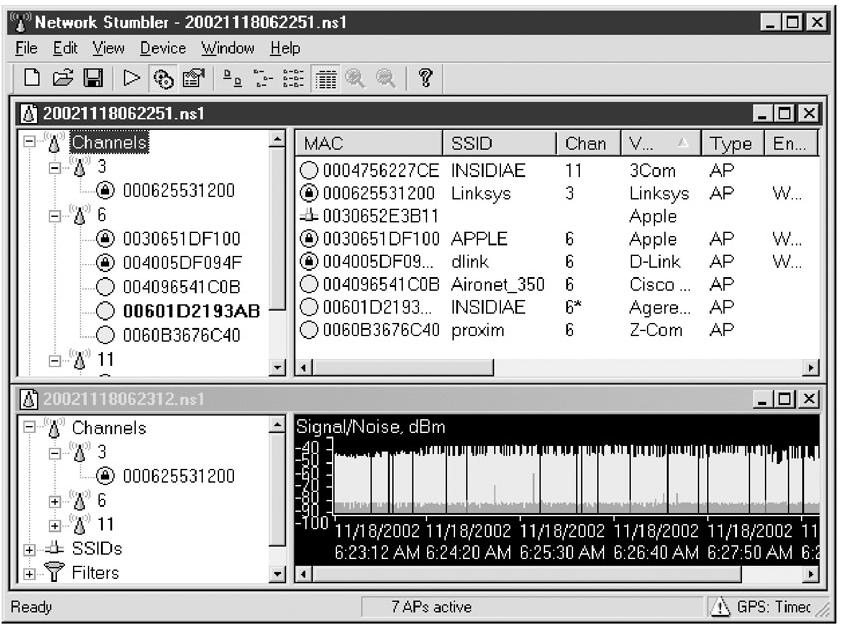 Network Stumbler - 20021118062251.ns1
File Edit View Device Window Help
20021118062251.ns1
Channels
3
000625531200
6
0030651DF100
004005DF094F
004096541C0B
00601D2193AB
0060B3676C40
11
MAC SSID Chan V... Type En...
0004756227CE INSIDIAE 11 3Com AP
000625531200 Linksys 3 Linksys AP W...
0030652E3B11 Apple
0030651DF100 APPLE 6 Apple AP W...
004005DF09... dlink 6 D-Link AP W...
004096541C0B Aironet_350 6 Cisco ... AP
00601D2193... INSIDIAE 6* Agere... AP
0060B3676C40 proxim 6 Z-Com AP
20021118062312.ns1
Channels
3
000625531200
6
11
SSIDs
Filters
Signal/Noise, dBm
-40
-50
-60
-70
-80
-90
-100
11/18/2002 11/18/2002 11/18/2002 11/18/2002 11/18/2002 11
6:23:12 AM 6:24:20 AM 6:25:30 AM 6:26:40 AM 6:27:50 AM 6:2
Ready 7 APs active GPS: Timec